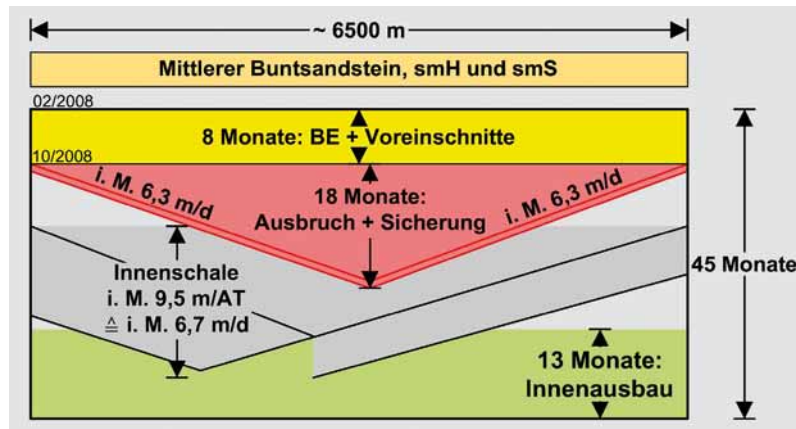 ~ 6500 m
Mittlerer Buntsandstein, smH und smS
02/2008
8 Monate: BE + Voreinschnitte
10/2008
i. M. 6,3 m/d
18 Monate:
Ausbruch + Sicherung
i. M. 6,3 m/d
Innenschale
i. M. 9,5 m/AT
≙ i. M. 6,7 m/d
45 Monate
13 Monate:
Innenausbau